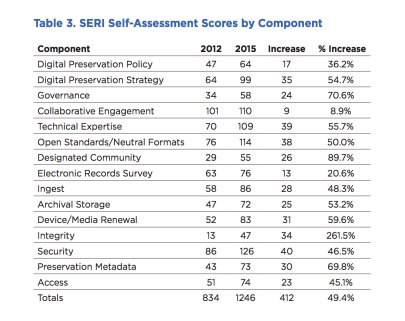 Table 3. SERI Self-Assessment Scores by Component
Component 2012 2015 Increase % Increase
Digital Preservation Policy 47 64 17 36.2%
Digital Preservation Strategy 64 99 35 54.7%
Governance 34 58 24 70.6%
Collaborative Engagement 101 110 9 8.9%
Technical Expertise 70 109 39 55.7%
Open Standards/Neutral Formats 76 114 38 50.0%
Designated Community 29 55 26 89.7%
Electronic Records Survey 63 76 13 20.6%
Ingest 58 86 28 48.3%
Archival Storage 47 72 25 53.2%
Device/Media Renewal 52 83 31 59.6%
Integrity 13 47 34 261.5%
Security 86 126 40 46.5%
Preservation Metadata 43 73 30 69.8%
Access 51 74 23 45.1%
Totals 834 1246 412 49.4%